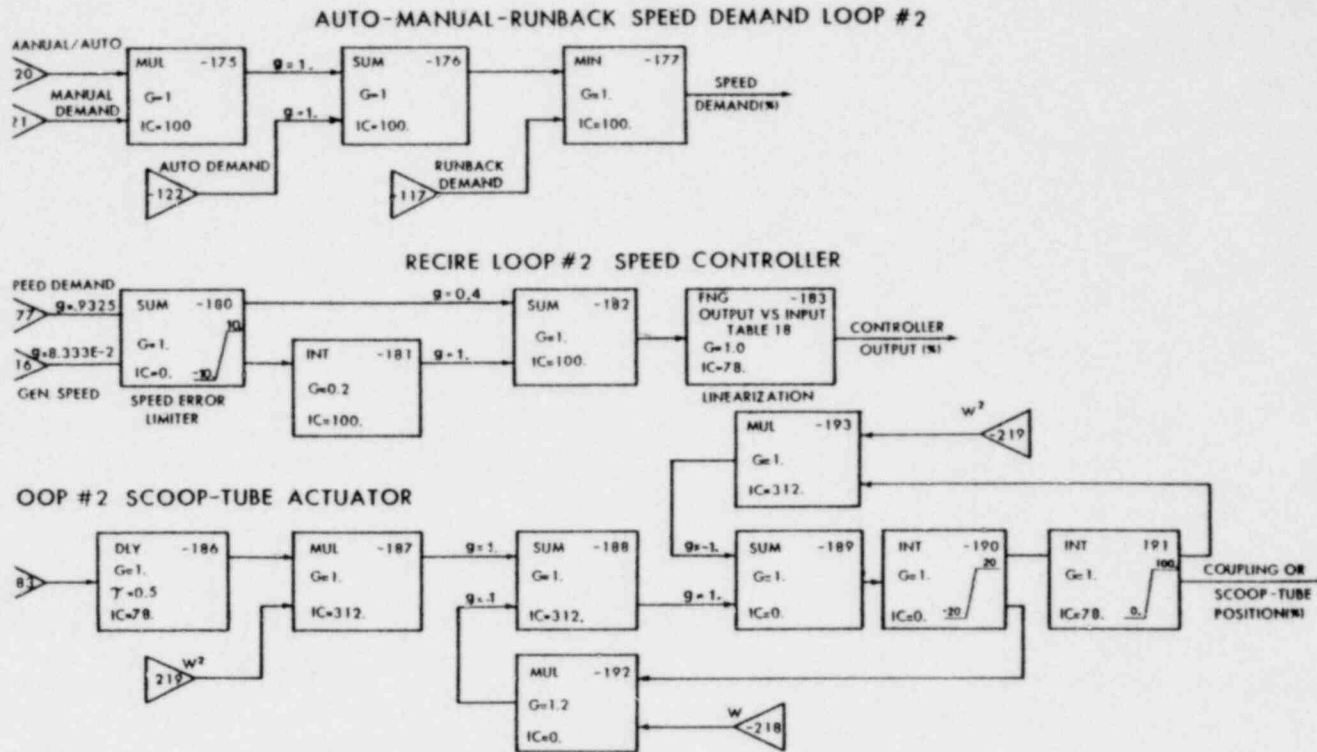 AUTO-MANUAL-RUNBACK SPEED DEMAND LOOP #2
MANUAL/AUTO
20
MANUAL
DEMAND
21
MUL -175
G=1
IC=100
g=1.
g=1.
SUM -176
G=1
IC=100.
MIN -177
G=1.
IC=100.
SPEED
DEMAND(%)
AUTO DEMAND
-122
RUNBACK
DEMAND
-117
RECIRE LOOP #2 SPEED CONTROLLER
PEED DEMAND
77
g=.9325
g=8.333E-2
16
GEN. SPEED
SUM -180
10.
G=1.
IC=0. -10.
SPEED ERROR
LIMITER
INT -181
G=0.2
IC=100.
g=0.4
g=1.
SUM -182
G=1.
IC=100.
FNG -183
OUTPUT VS INPUT
TABLE 18
G=1.0
IC=78.
LINEARIZATION
CONTROLLER
OUTPUT (%)
MUL -193
G=1.
IC=312.
W²
-219
OOP #2 SCOOP-TUBE ACTUATOR
83
DLY -186
G=1.
τ=0.5
IC=78.
MUL -187
G=1.
IC=312.
W²
219
g=1.
SUM -188
G=1.
IC=312.
g=-1.
g=1.
SUM -189
G=1.
IC=0.
INT -190
20
G=1.
IC=0. -20
INT 191
100.
G=1.
IC=78. 0.
COUPLING OR
SCOOP-TUBE
POSITION(%)
MUL -192
G=1.2
IC=0.
W
-218